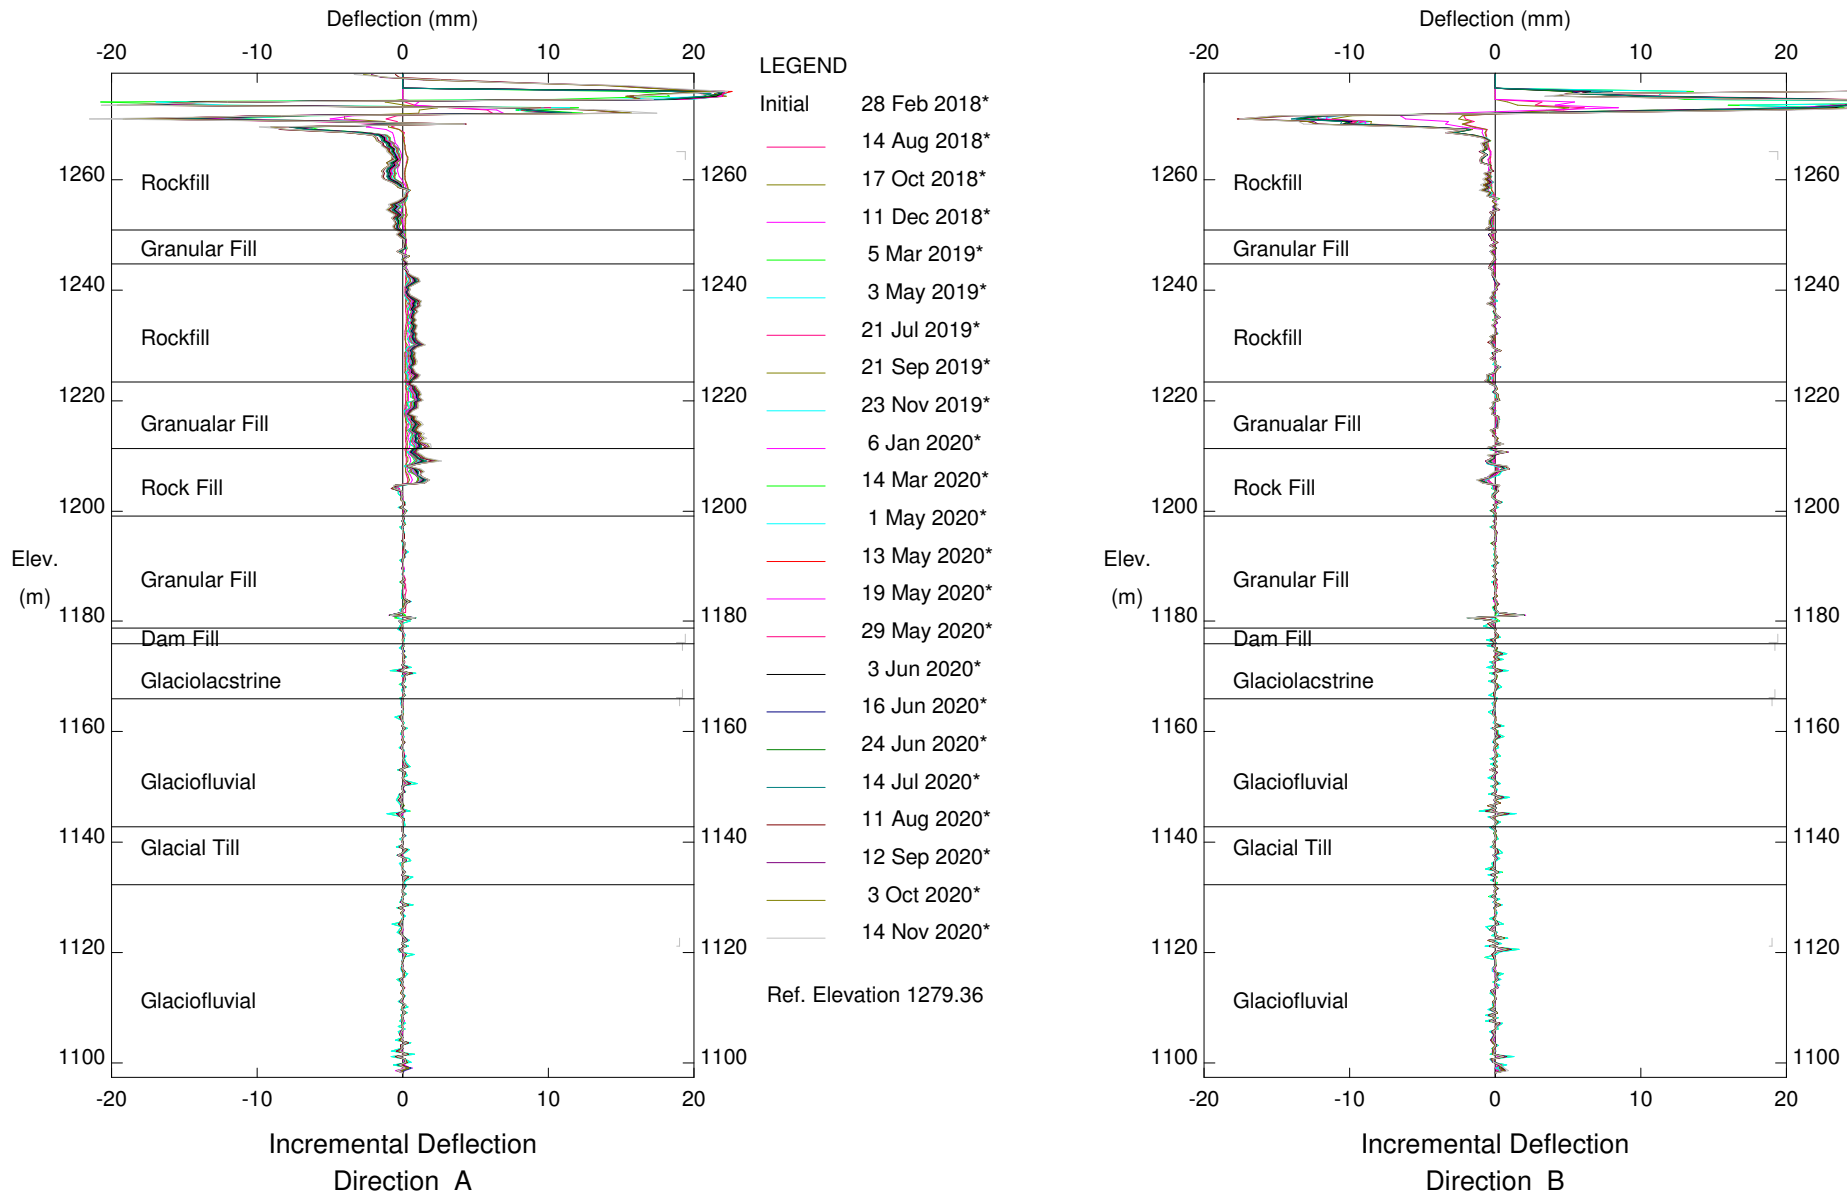 Deflection (mm)
-20 -10 0 10 20
LEGEND
Initial 28 Feb 2018*
14 Aug 2018*
17 Oct 2018*
11 Dec 2018*
5 Mar 2019*
3 May 2019*
21 Jul 2019*
21 Sep 2019*
23 Nov 2019*
6 Jan 2020*
14 Mar 2020*
1 May 2020*
13 May 2020*
19 May 2020*
29 May 2020*
3 Jun 2020*
16 Jun 2020*
24 Jun 2020*
14 Jul 2020*
11 Aug 2020*
12 Sep 2020*
3 Oct 2020*
14 Nov 2020*
Ref. Elevation 1279.36
1260 Rockfill 1260
Granular Fill
1240 1240
Rockfill
1220 1220
Granualar Fill
Rock Fill
1200 1200
Elev.
(m)
Granular Fill
1180 1180
Dam Fill
Glaciolacstrine
1160 1160
Glaciofluvial
1140 1140
Glacial Till
1120 1120
Glaciofluvial
1100 1100
-20 -10 0 10 20
Incremental Deflection
Direction A
Deflection (mm)
-20 -10 0 10 20
1260 Rockfill 1260
Granular Fill
1240 1240
Rockfill
1220 1220
Granualar Fill
Rock Fill
1200 1200
Elev.
(m)
Granular Fill
1180 1180
Dam Fill
Glaciolacstrine
1160 1160
Glaciofluvial
1140 1140
Glacial Till
1120 1120
Glaciofluvial
1100 1100
-20 -10 0 10 20
Incremental Deflection
Direction B